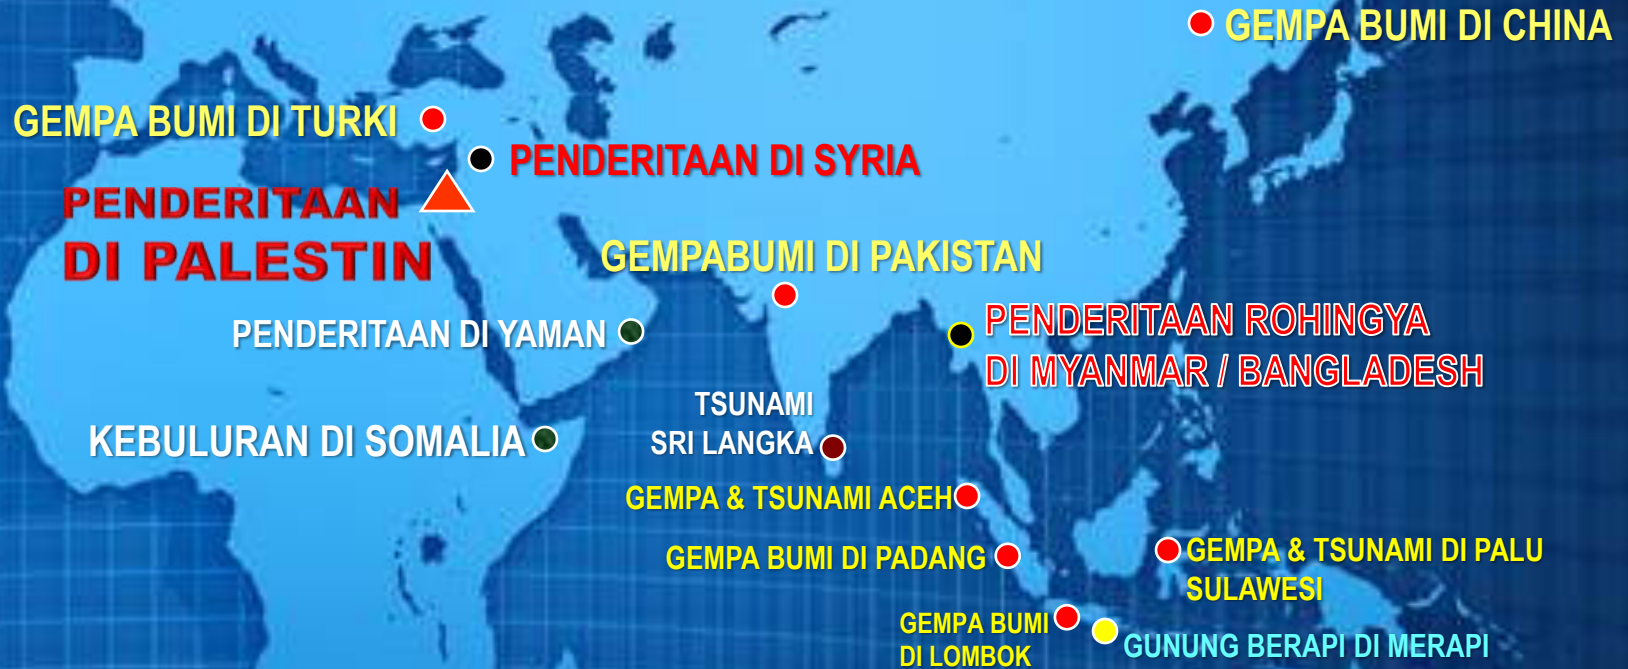 GEMPA BUMI DI CHINA
GEMPA BUMI DI TURKI
PENDERITAAN DI SYRIA
PENDERITAAN
DI PALESTIN
GEMPABUMI DI PAKISTAN
PENDERITAAN ROHINGYA
DI MYANMAR / BANGLADESH
PENDERITAAN DI YAMAN
TSUNAMI
SRI LANGKA
KEBULURAN DI SOMALIA
GEMPA & TSUNAMI ACEH
GEMPA BUMI DI PADANG
GEMPA & TSUNAMI DI PALU
SULAWESI
GEMPA BUMI
DI LOMBOK
GUNUNG BERAPI DI MERAPI